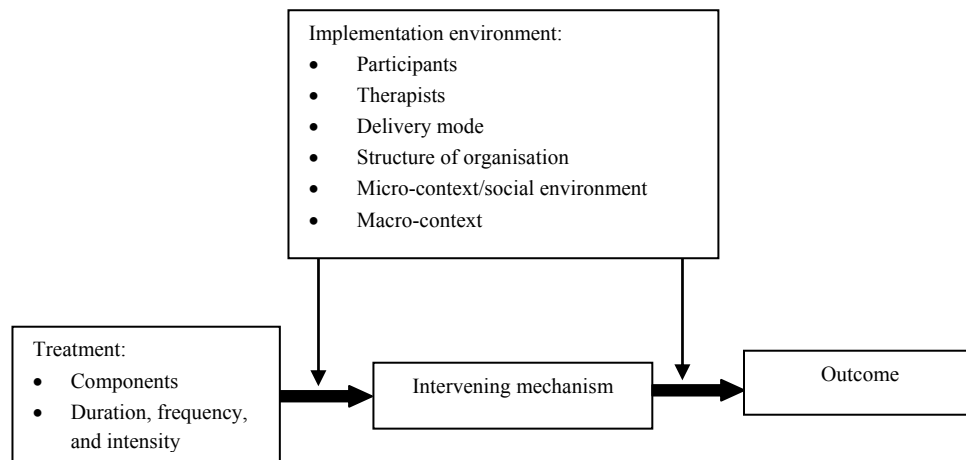 Implementation environment:
• Participants
• Therapists
• Delivery mode
• Structure of organisation
• Micro-context/social environment
• Macro-context
Treatment:
• Components
• Duration, frequency,
and intensity
Intervening mechanism
Outcome